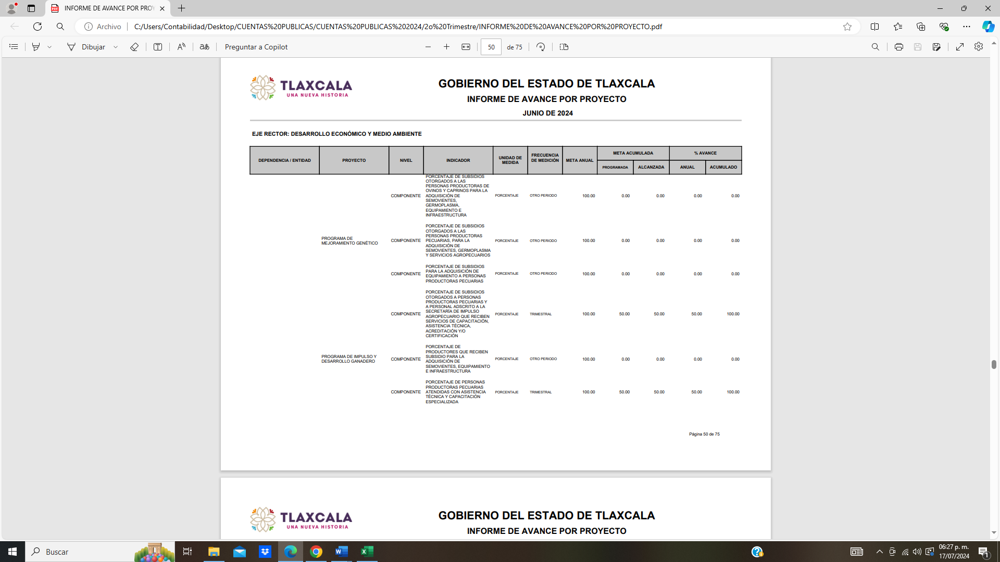 INFORME DE AVANCE POR PROY
Archivo
C:/Users/Contabilidad/Desktop/CUENTAS%20PUBLICAS/CUENTAS%20PUBLICAS%202024/2o%20Trimestre/INFORME%20DE%20AVANCE%20POR%20PROYECTO.pdf
Dibujar
Preguntar a Copilot
50 de 75
TLAXCALA
UNA NUEVA HISTORIA
GOBIERNO DEL ESTADO DE TLAXCALA
INFORME DE AVANCE POR PROYECTO
JUNIO DE 2024
EJE RECTOR: DESARROLLO ECONÓMICO Y MEDIO AMBIENTE
DEPENDENCIA / ENTIDAD
PROYECTO
NIVEL
INDICADOR
UNIDAD DE
MEDIDA
FRECUENCIA
DE MEDICIÓN
META ANUAL
META ACUMULADA
PROGRAMADA
ALCANZADA
% AVANCE
ANUAL
ACUMULADO
COMPONENTE
PORCENTAJE DE SUBSIDIOS
OTORGADOS A LAS
PERSONAS PRODUCTORAS DE
OVINOS Y CAPRINOS PARA LA
ADQUISICIÓN DE
SEMOVIENTES,
GERMOPLASMA,
EQUIPAMIENTO E
INFRAESTRUCTURA
PORCENTAJE
OTRO PERIODO
100.00
0.00
0.00
0.00
0.00
PROGRAMA DE
MEJORAMIENTO GENÉTICO
COMPONENTE
PORCENTAJE DE SUBSIDIOS
OTORGADOS A LAS
PERSONAS PRODUCTORAS
PECUARIAS, PARA LA
ADQUISICIÓN DE
SEMOVIENTES, GERMOPLASMA
Y SERVICIOS AGROPECUARIOS
PORCENTAJE
OTRO PERIODO
100.00
0.00
0.00
0.00
0.00
COMPONENTE
PORCENTAJE DE SUBSIDIOS
PARA LA ADQUISICIÓN DE
EQUIPAMIENTO A PERSONAS
PRODUCTORAS PECUARIAS
PORCENTAJE
OTRO PERIODO
100.00
0.00
0.00
0.00
0.00
COMPONENTE
PORCENTAJE DE SUBSIDIOS
OTORGADOS A PERSONAS
PRODUCTORAS PECUARIAS Y
A PERSONAL ADSCRITO A LA
SECRETARÍA DE IMPULSO
AGROPECUARIO QUE RECIBEN
SERVICIOS DE CAPACITACIÓN,
ASISTENCIA TÉCNICA,
ACREDITACIÓN Y/O
CERTIFICACIÓN
PORCENTAJE
TRIMESTRAL
100.00
50.00
50.00
50.00
100.00
PROGRAMA DE IMPULSO Y
DESARROLLO GANADERO
COMPONENTE
PORCENTAJE DE
PRODUCTORES QUE RECIBEN
SUBSIDIO PARA LA
ADQUISICIÓN DE
SEMOVIENTES, EQUIPAMIENTO
E INFRAESTRUCTURA
PORCENTAJE
OTRO PERIODO
100.00
0.00
0.00
0.00
0.00
COMPONENTE
PORCENTAJE DE PERSONAS
PRODUCTORAS PECUARIAS
ATENDIDAS CON ASISTENCIA
TÉCNICA Y CAPACITACIÓN
ESPECIALIZADA
PORCENTAJE
TRIMESTRAL
100.00
50.00
50.00
50.00
100.00
Página 50 de 75
TLAXCALA
UNA NUEVA HISTORIA
GOBIERNO DEL ESTADO DE TLAXCALA
INFORME DE AVANCE POR PROYECTO
Buscar
06:27 p. m.
17/07/2024
1